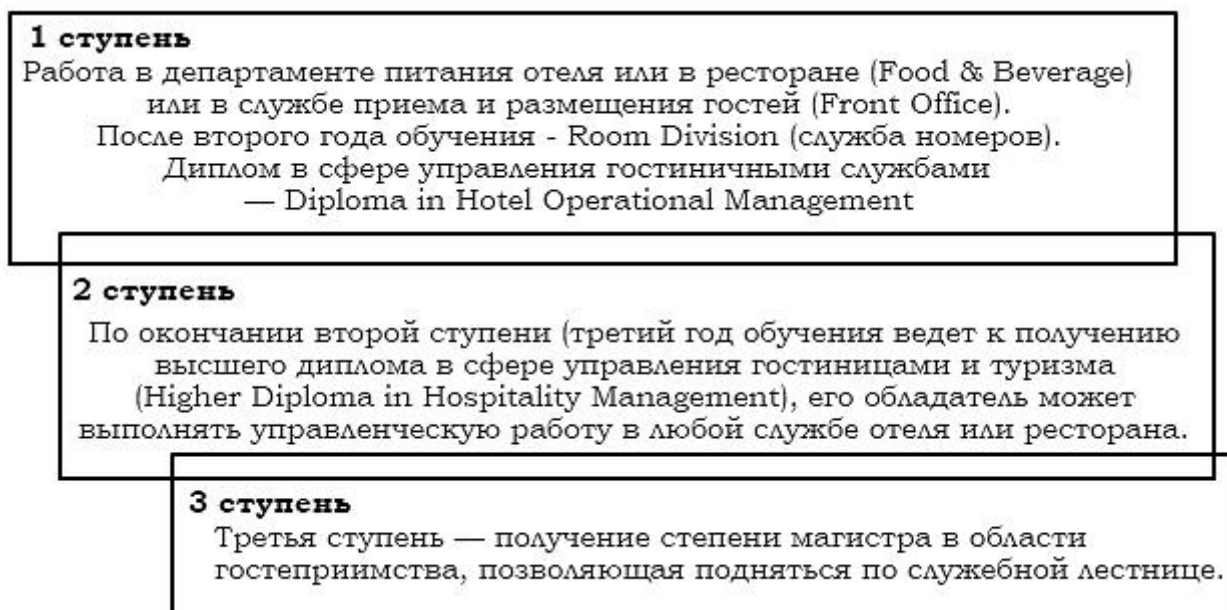 1 ступень
Работа в департаменте питания отеля или в ресторане (Food & Beverage)
или в службе приема и размещения гостей (Front Office).
После второго года обучения - Room Division (служба номеров).
Диплом в сфере управления гостиничными службами
— Diploma in Hotel Operational Management
2 ступень
По окончании второй ступени (третий год обучения ведет к получению
высшего диплома в сфере управления гостиницами и туризма
(Higher Diploma in Hospitality Management), его обладатель может
выполнять управленческую работу в любой службе отеля или ресторана.
3 ступень
Третья ступень — получение степени магистра в области
гостеприимства, позволяющая подняться по служебной лестнице.